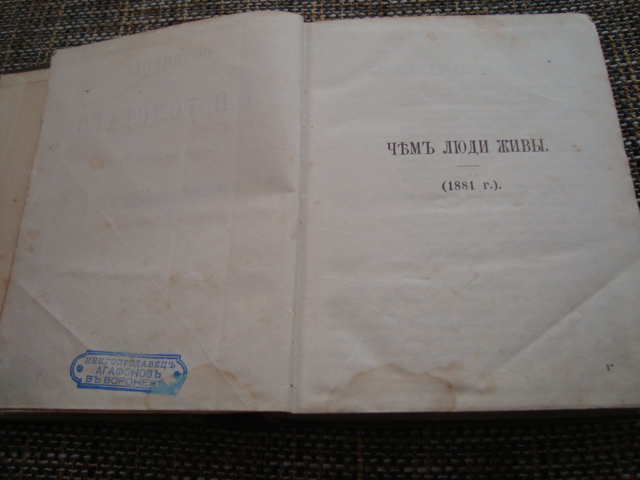 КНИГОПРОДАВЕЦЪ
АГАФОНОВЪ
ВЪ ВОРОНЕЖѢ
ЧѢМЪ ЛЮДИ ЖИВЫ.
(1881 г.).
1*